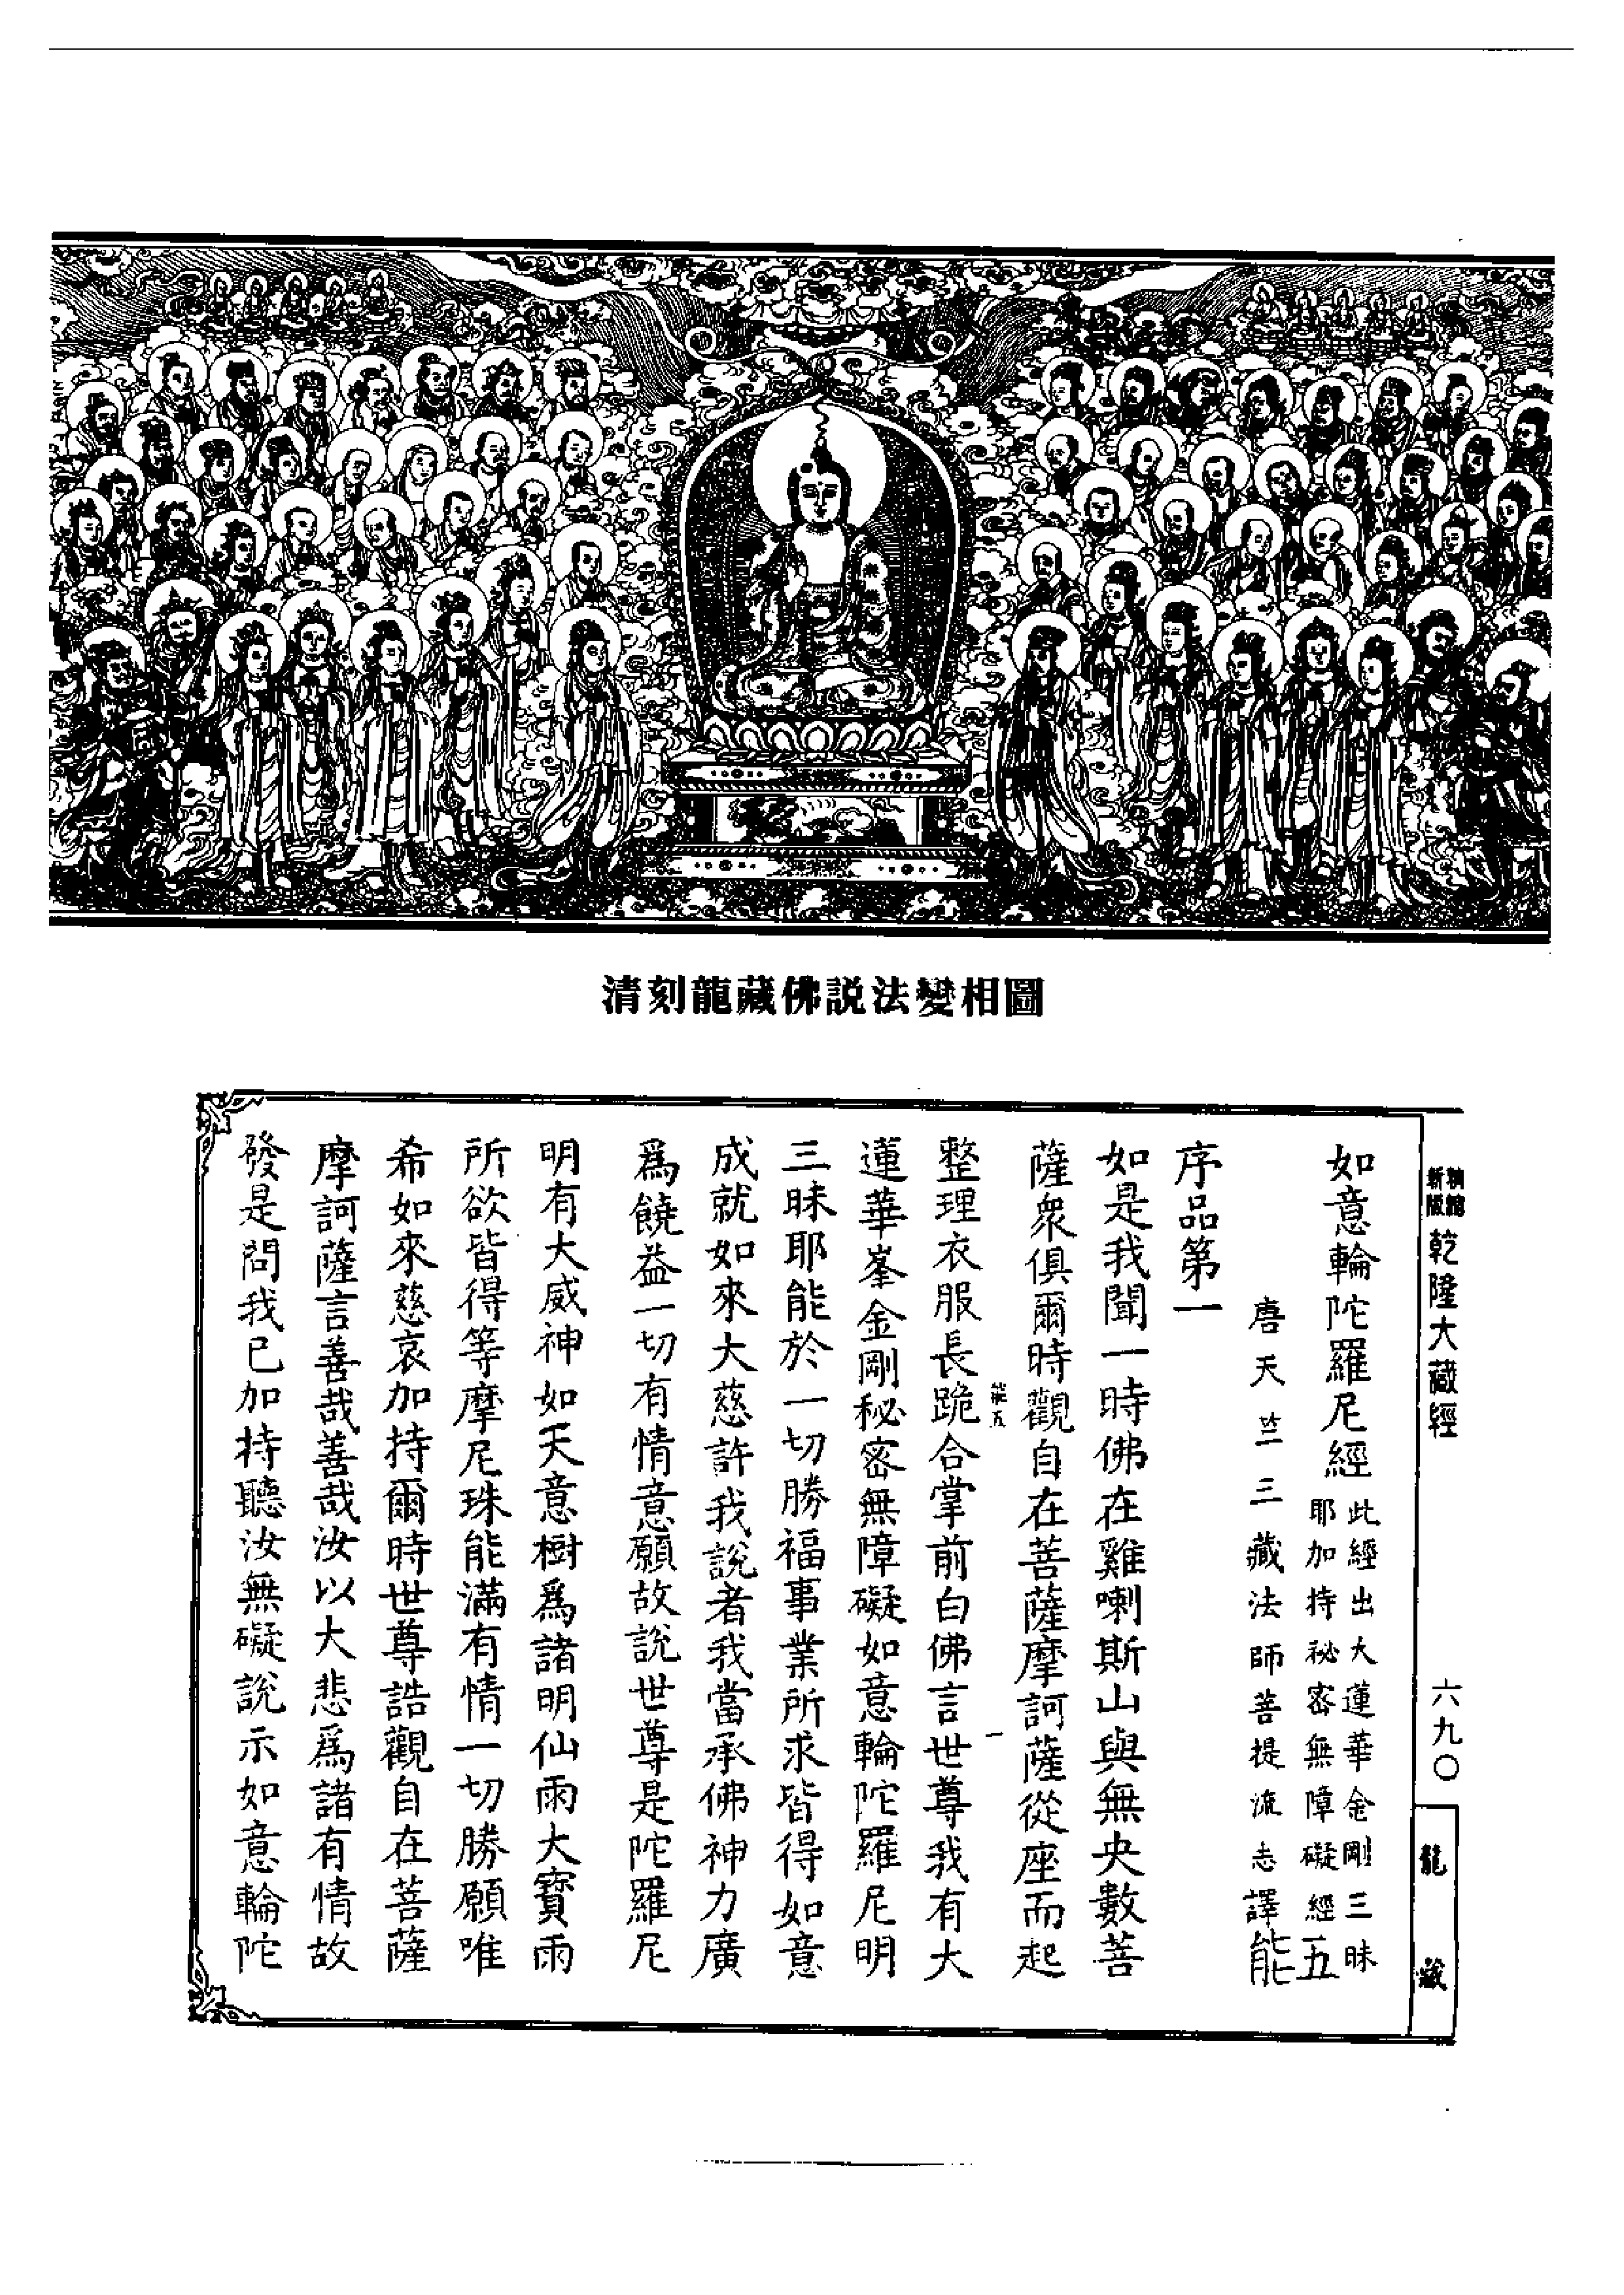 清刻龍藏佛説法變相圖
新版
精縮
乾隆大藏經
六九〇
龍藏
如意輪陀羅尼經
此經出大蓮華金剛三昧
耶加持秘密無障礙經
五
唐天竺三藏法師菩提流志譯
能
序品第一
如是我聞一時佛在雞喇斯山與無央數菩
薩衆俱爾時觀自在菩薩摩訶薩從座而起
能五
一
整理衣服長跪合掌前白佛言世尊我有大
蓮華峯金剛秘密無障礙如意輪陀羅尼明
三昧耶能於一切勝福事業所求皆得如意
成就如來大慈許我說者我當承佛神力廣
爲饒益一切有情意願故說世尊是陀羅尼
明有大威神如天意樹爲諸明仙雨大寶雨
所欲皆得等摩尼珠能滿有情一切勝願唯
希如來慈哀加持爾時世尊誥觀自在菩薩
摩訶薩言善哉善哉汝以大悲爲諸有情故
發是問我已加持聽汝無礙說示如意輪陀